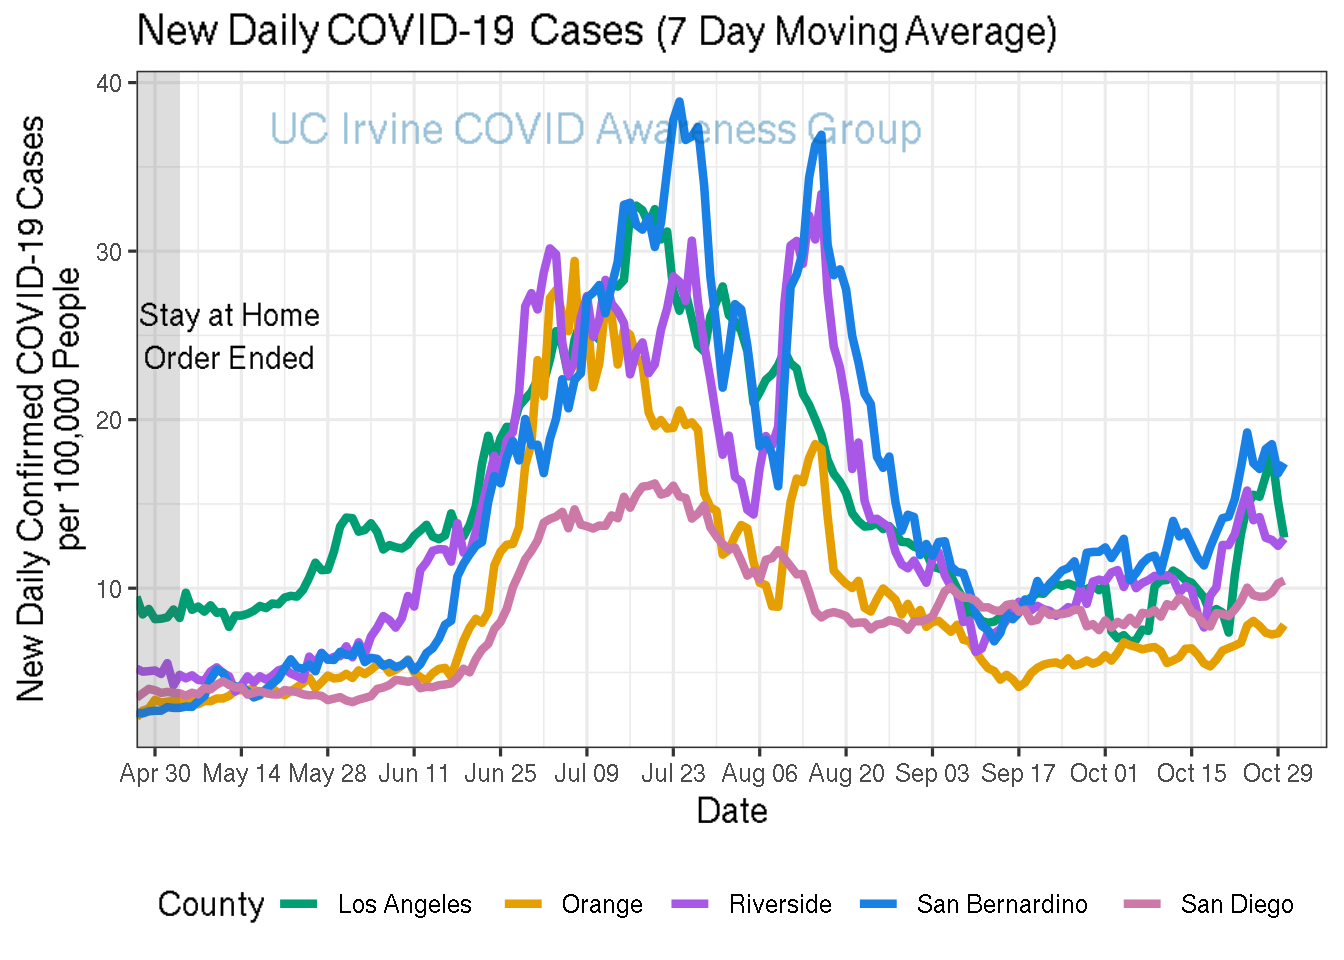 New Daily COVID-19 Cases (7 Day Moving Average)
UC Irvine COVID Awareness Group
New Daily Confirmed COVID-19 Cases
per 100,000 People
40
30
20
10
Stay at Home
Order Ended
Apr 30 May 14 May 28 Jun 11 Jun 25 Jul 09 Jul 23 Aug 06 Aug 20 Sep 03 Sep 17 Oct 01 Oct 15 Oct 29
Date
County Los Angeles Orange Riverside San Bernardino San Diego